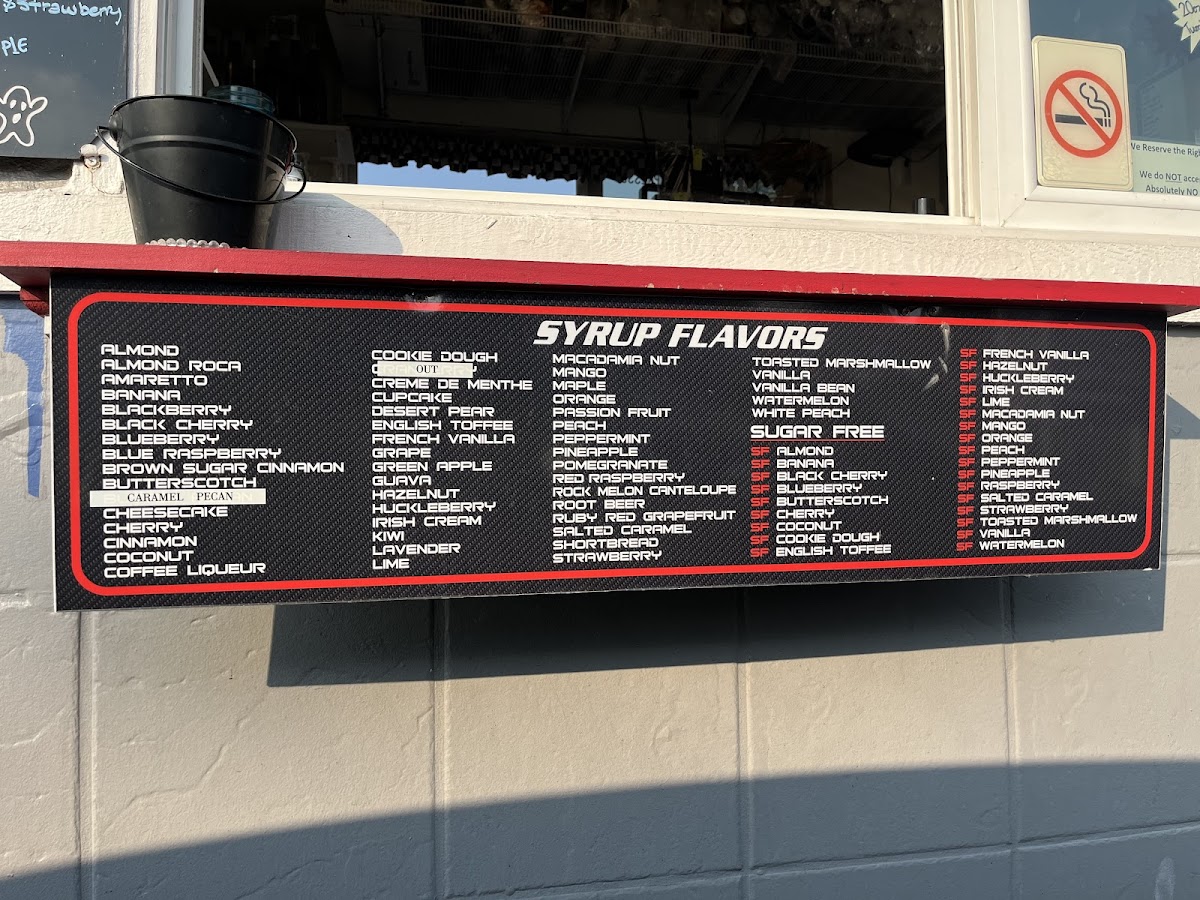 & strawberry
PLE
We Reserve the Rig
We do NOT acce
Absolutely NO
SYRUP FLAVORS
ALMOND
ALMOND ROCA
AMARETTO
BANANA
BLACKBERRY
BLACK CHERRY
BLUEBERRY
BLUE RASPBERRY
BROWN SUGAR CINNAMON
BUTTERSCOTCH
CARAMEL PECAN
CHEESECAKE
CHERRY
CINNAMON
COCONUT
COFFEE LIQUEUR
COOKIE DOUGH
OUT
CREME DE MENTHE
CUPCAKE
DESERT PEAR
ENGLISH TOFFEE
FRENCH VANILLA
GRAPE
GREEN APPLE
GUAVA
HAZELNUT
HUCKLEBERRY
IRISH CREAM
KIWI
LAVENDER
LIME
MACADAMIA NUT
MANGO
MAPLE
ORANGE
PASSION FRUIT
PEACH
PEPPERMINT
PINEAPPLE
POMEGRANATE
RED RASPBERRY
ROCK MELON CANTELOUPE
ROOT BEER
RUBY RED GRAPEFRUIT
SALTED CARAMEL
SHORTBREAD
STRAWBERRY
TOASTED MARSHMALLOW
VANILLA
VANILLA BEAN
WATERMELON
WHITE PEACH
SUGAR FREE
SF ALMOND
SF BANANA
SF BLACK CHERRY
SF BLUEBERRY
SF BUTTERSCOTCH
SF CHERRY
SF COCONUT
SF COOKIE DOUGH
SF ENGLISH TOFFEE
SF FRENCH VANILLA
SF HAZELNUT
SF HUCKLEBERRY
SF IRISH CREAM
SF LIME
SF MACADAMIA NUT
SF MANGO
SF ORANGE
SF PEACH
SF PEPPERMINT
SF PINEAPPLE
SF RASPBERRY
SF SALTED CARAMEL
SF STRAWBERRY
SF TOASTED MARSHMALLOW
SF VANILLA
SF WATERMELON